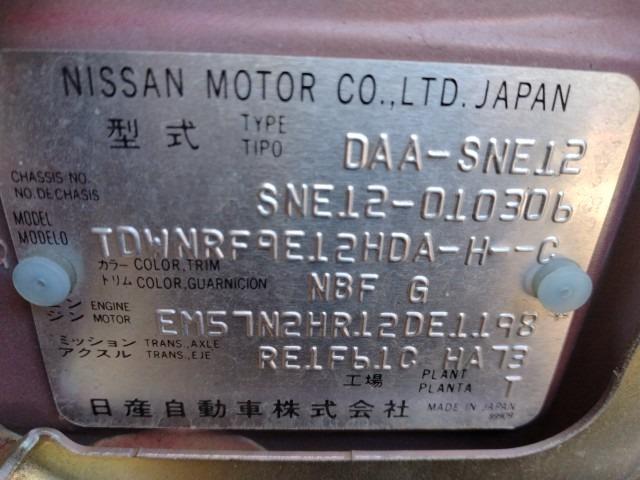 NISSAN MOTOR CO.,LTD. JAPAN
型式 TYPE TIPO DAA-SNE12
CHASSIS NO. NO.DE CHASIS SNE12-010306
MODEL MODELO TDWNRF9E12HDA-H--C
カラー COLOR,TRIM
トリム COLOR,GUARNICION NBF G
ン ENGINE
ジン MOTOR EM57N2HR12DE1198*
ミッション TRANS.,AXLE
アクスル TRANS.,EJE RE1F61C HA73
工場 PLANT PLANTA T
日産自動車株式会社 MADE IN JAPAN